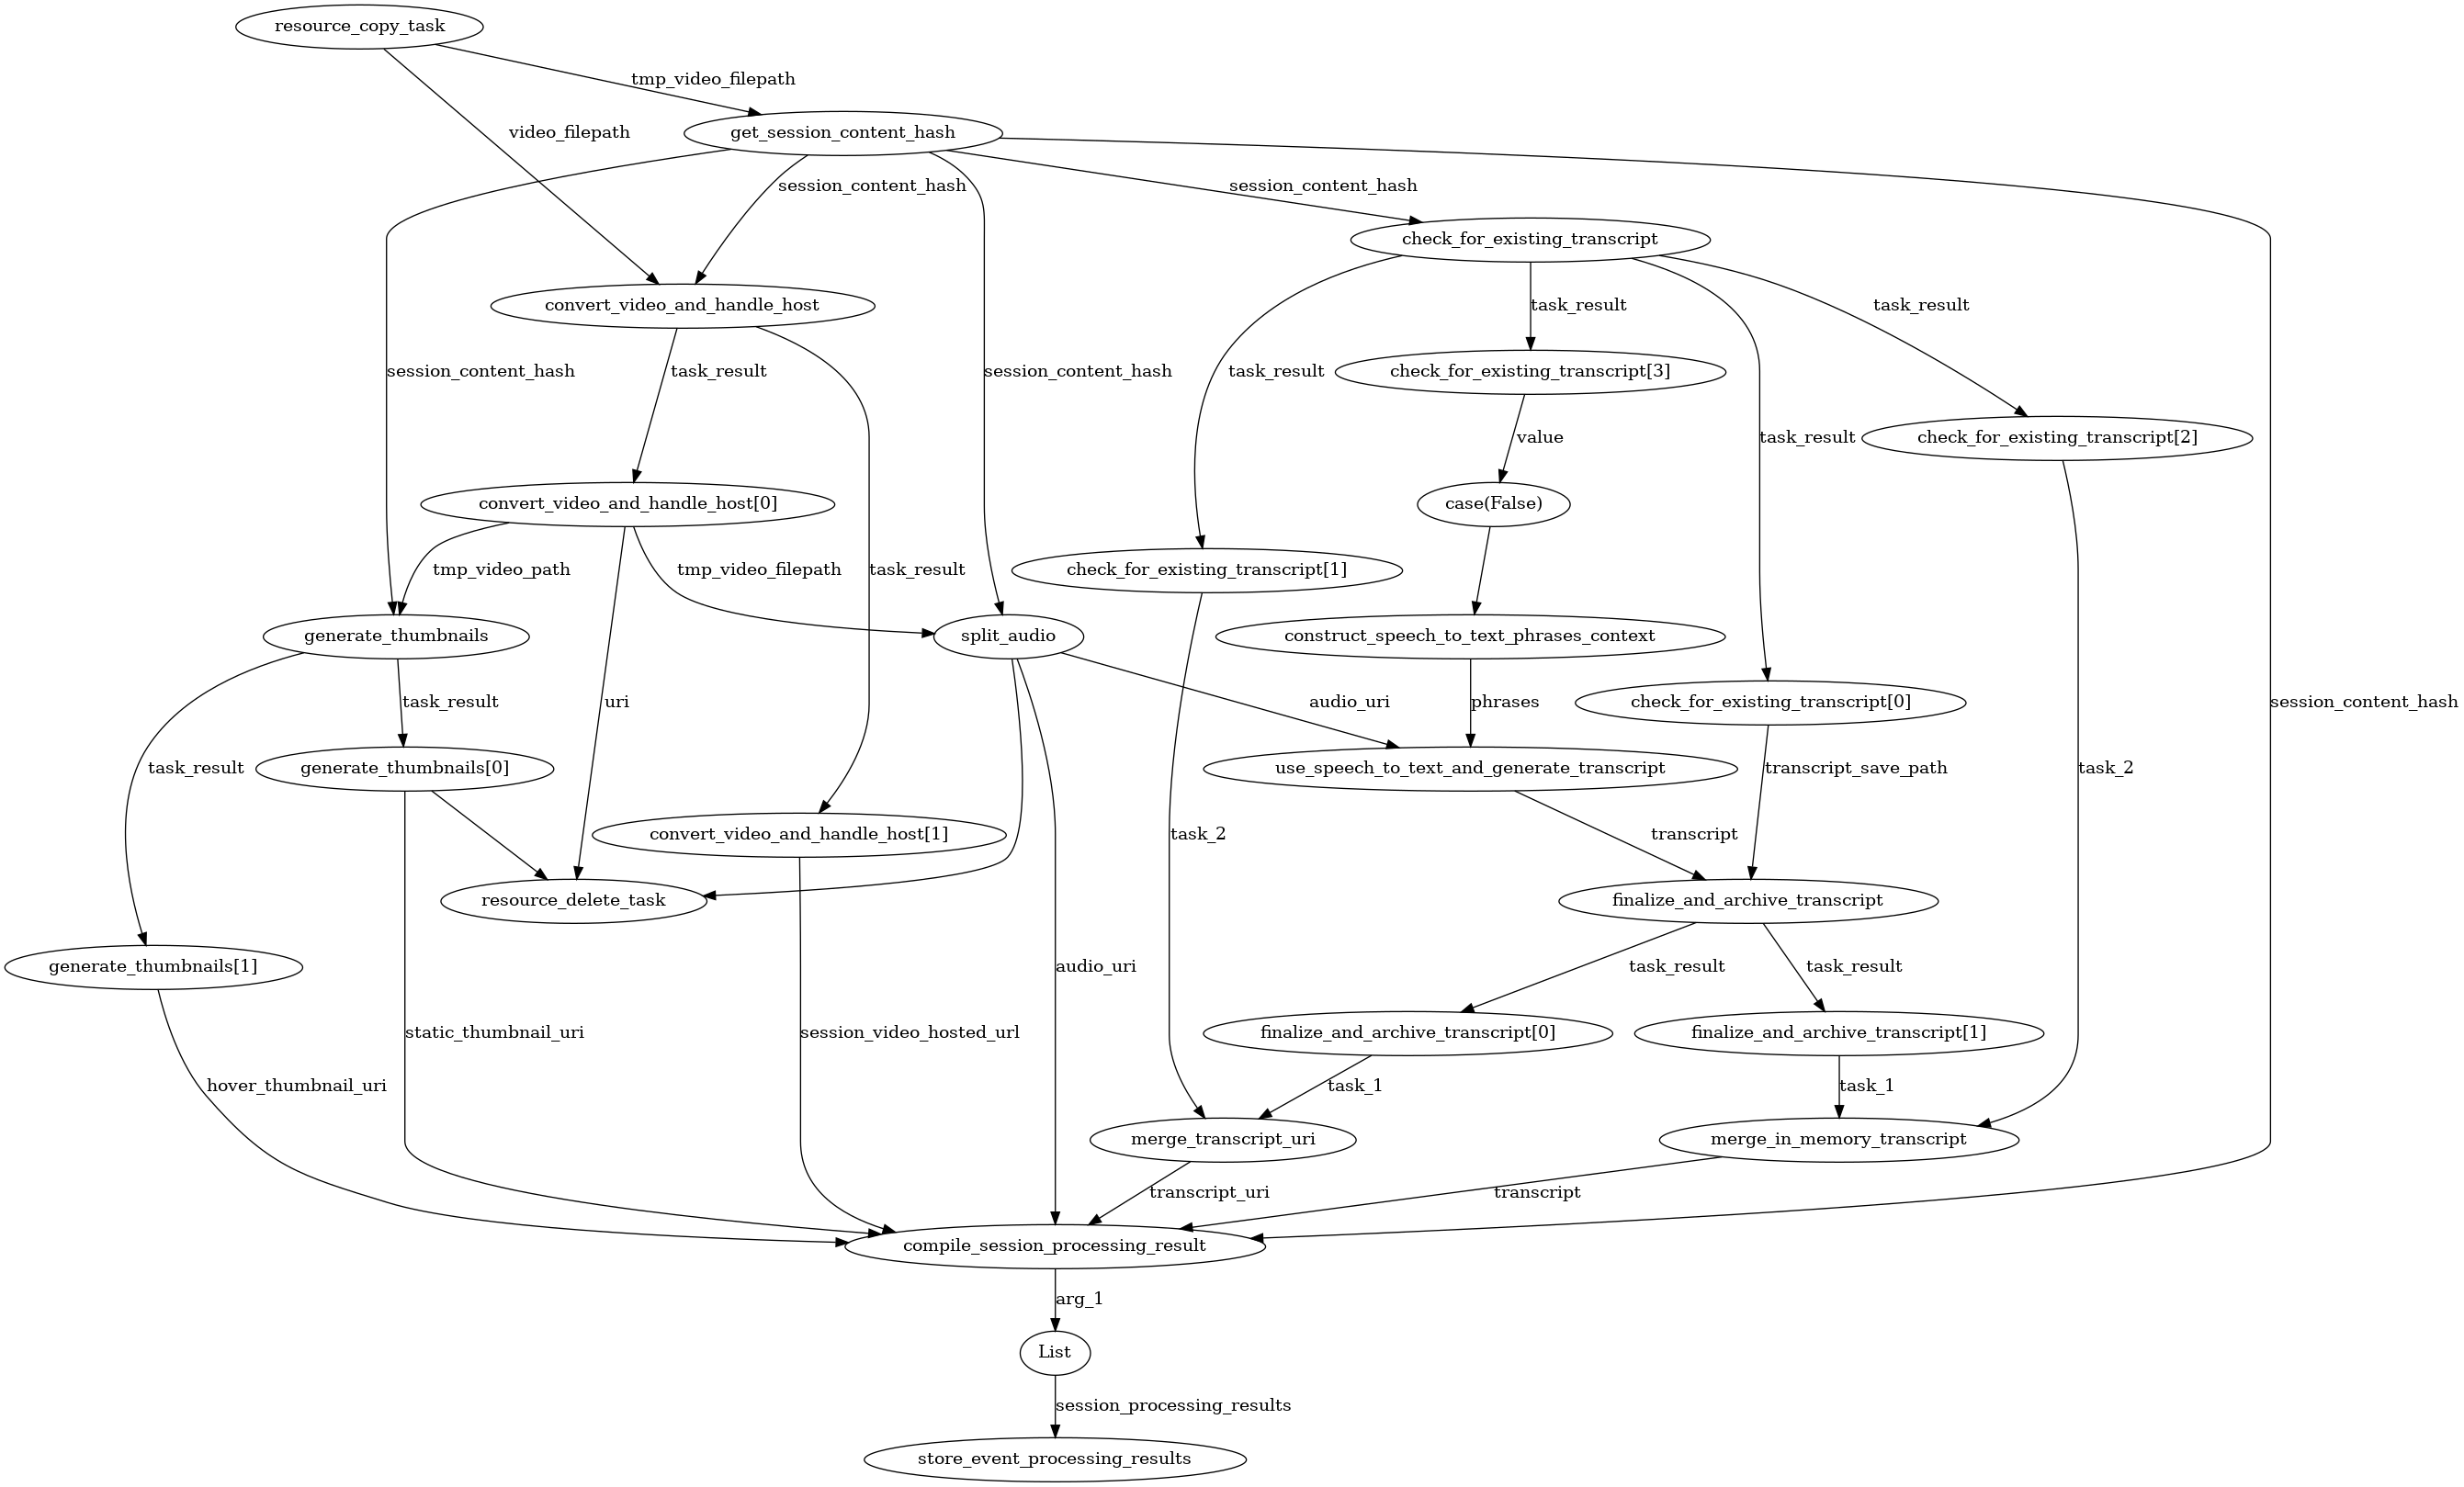 resource_copy_task
tmp_video_filepath
video_filepath
get_session_content_hash
session_content_hash
session_content_hash
check_for_existing_transcript
convert_video_and_handle_host
task_result
task_result
session_content_hash
task_result
session_content_hash
task_result
check_for_existing_transcript[3]
value
task_result
check_for_existing_transcript[2]
convert_video_and_handle_host[0]
case(False)
tmp_video_path
tmp_video_filepath
task_result
check_for_existing_transcript[1]
generate_thumbnails
split_audio
construct_speech_to_text_phrases_context
task_result
uri
audio_uri
phrases
check_for_existing_transcript[0]
session_content_hash
task_result
generate_thumbnails[0]
use_speech_to_text_and_generate_transcript
transcript_save_path
task_2
convert_video_and_handle_host[1]
task_2
transcript
resource_delete_task
finalize_and_archive_transcript
generate_thumbnails[1]
audio_uri
task_result
task_result
static_thumbnail_uri
session_video_hosted_url
finalize_and_archive_transcript[0]
finalize_and_archive_transcript[1]
hover_thumbnail_uri
task_1
task_1
merge_transcript_uri
merge_in_memory_transcript
transcript_uri
transcript
compile_session_processing_result
arg_1
List
session_processing_results
store_event_processing_results